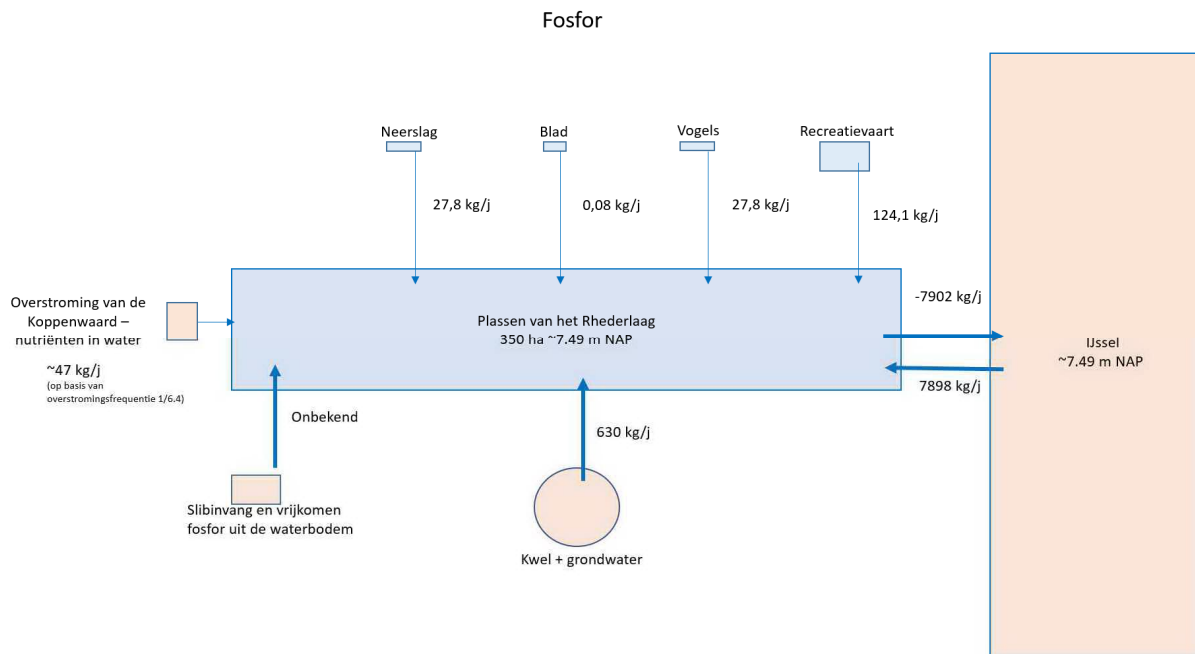 Fosfor
Neerslag
Blad
Vogels
Recreatievaart
27,8 kg/j
0,08 kg/j
27,8 kg/j
124,1 kg/j
Overstroming van de
Koppenwaard –
nutriënten in water
~47 kg/j
(op basis van
overstromingsfrequentie 1/6.4)
Plassen van het Rhederlaag
350 ha ~7.49 m NAP
-7902 kg/j
7898 kg/j
IJssel
~7.49 m NAP
Onbekend
630 kg/j
Slibinvang en vrijkomen
fosfor uit de waterbodem
Kwel + grondwater